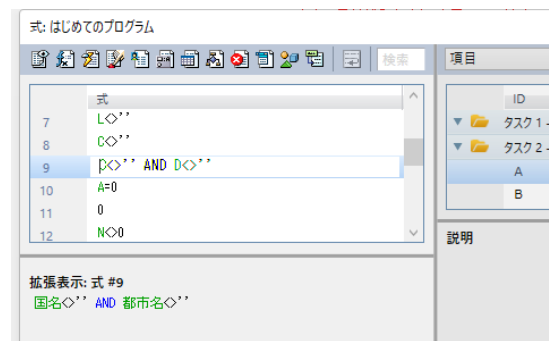 式: はじめてのプログラム
検索
項目
式
ID
7 L<>''
8 C<>''
9 D<>'' AND D<>''
10 A=0
11 0
12 N<>0
タスク 1 -
タスク 2 -
A
B
説明
拡張表示: 式 #9
国名<>'' AND 都市名<>''